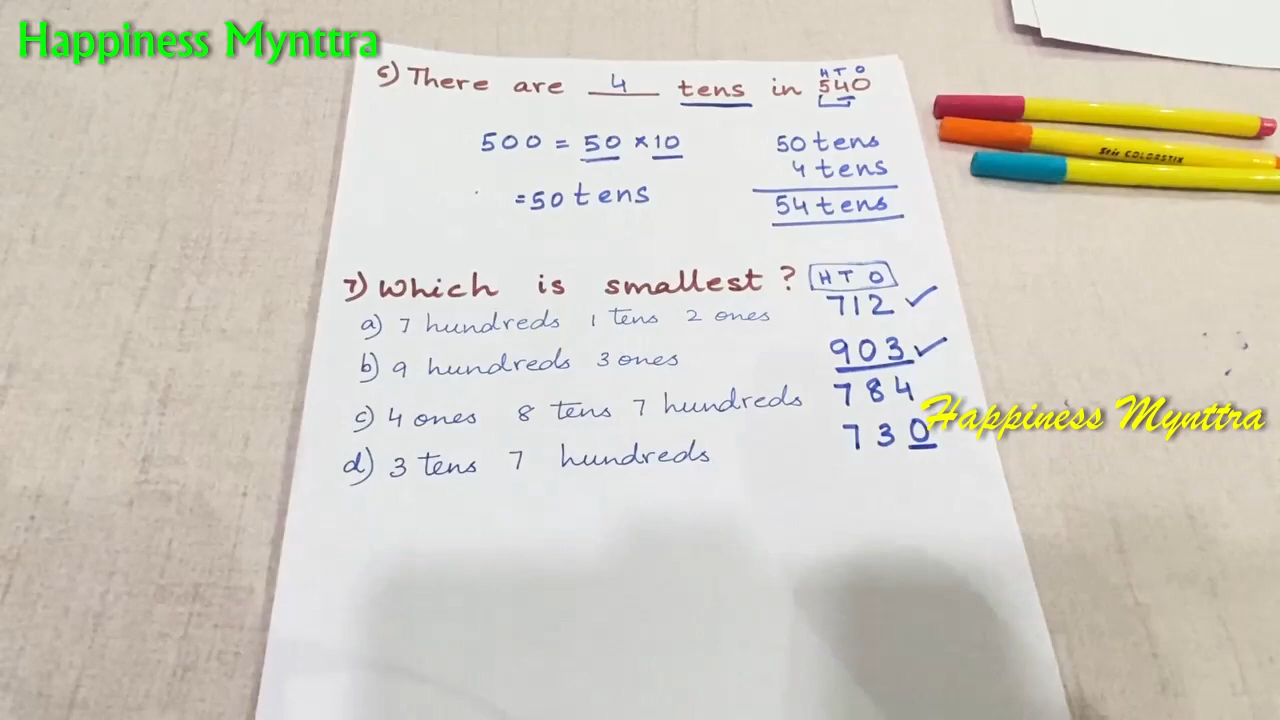 Happiness Mynttra
H T O
6) There are 4 tens in 540
500 = 50 × 10
= 50 tens
50 tens
4 tens
54 tens
7) Which is smallest ? H T O
a) 7 hundreds 1 tens 2 ones 712 ✓
b) 9 hundreds 3 ones 903 ✓
c) 4 ones 8 tens 7 hundreds 784
d) 3 tens 7 hundreds 730
Stic COLORSTIX
Happiness Mynttra